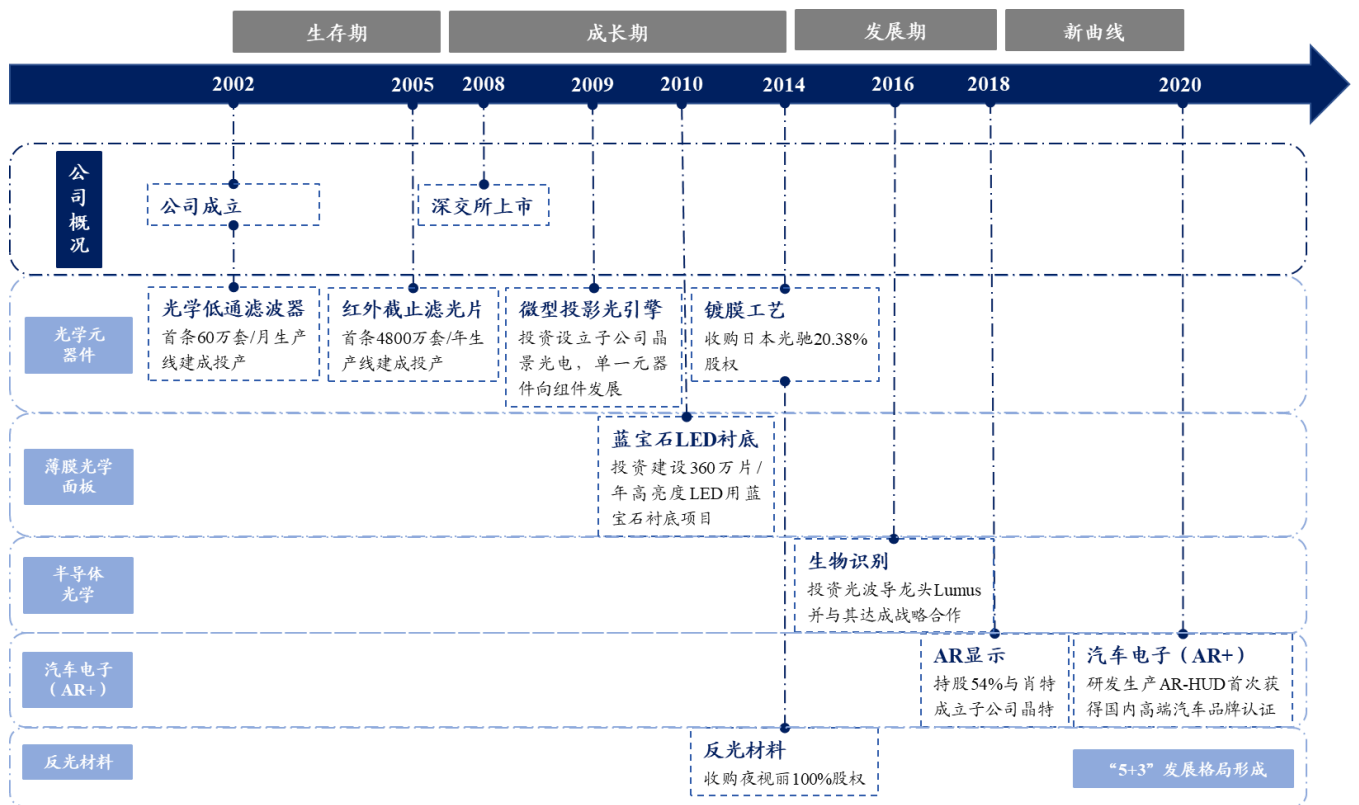 生存期
成长期
发展期
新曲线
2002
2005
2008
2009
2010
2014
2016
2018
2020
公司概况
公司成立
深交所上市
光学元
器件
光学低通滤波器
首条60万套/月生产
线建成投产
红外截止滤光片
首条4800万套/年生
产线建成投产
微型投影光引擎
投资设立子公司晶
景光电，单一元器
件向组件发展
镀膜工艺
收购日本光驰20.38%
股权
薄膜光学
面板
蓝宝石LED衬底
投资建设360万片/
年高亮度LED用蓝
宝石衬底项目
半导体
光学
生物识别
投资光波导龙头Lumus
并与其达成战略合作
汽车电子
（AR+）
AR显示
持股54%与肖特
成立子公司晶特
汽车电子（AR+）
研发生产AR-HUD首次获
得国内高端汽车品牌认证
反光材料
反光材料
收购夜视丽100%股权
“5+3”发展格局形成